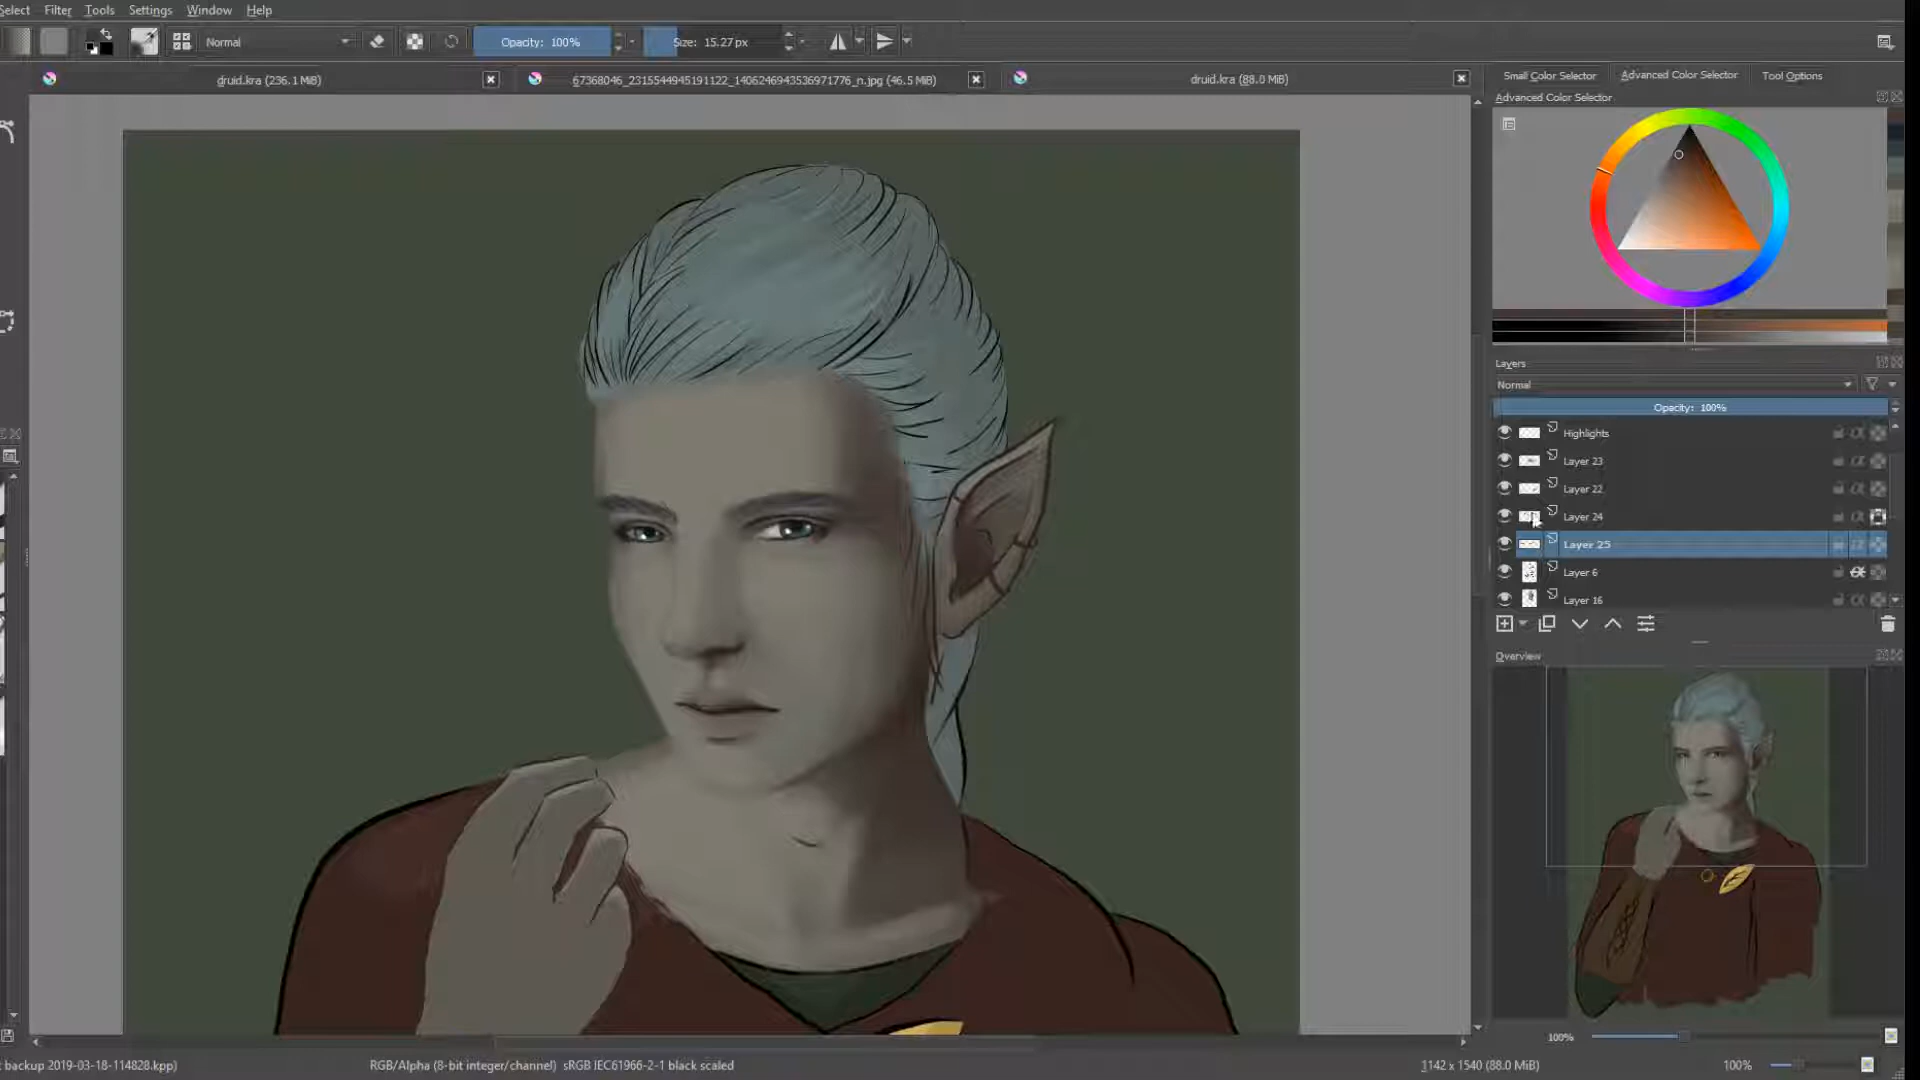 Select Filter Tools Settings Window Help
Normal Opacity: 100% Size: 15.27 px
druid.kra (236.1 MiB) 67368046_2315544945191122_1406246943536971776_n.jpg (46.5 MiB) druid.kra (88.0 MiB)
Small Color Selector Advanced Color Selector Tool Options
Advanced Color Selector
Layers
Normal
Opacity: 100%
Highlights
Layer 23
Layer 22
Layer 24
Layer 25
Layer 6
Layer 16
Overview
100%
backup 2019-03-18-114828.kpp) RGB/Alpha (8-bit integer/channel) sRGB IEC61966-2-1 black scaled 1142 x 1540 (88.0 MiB) 100%